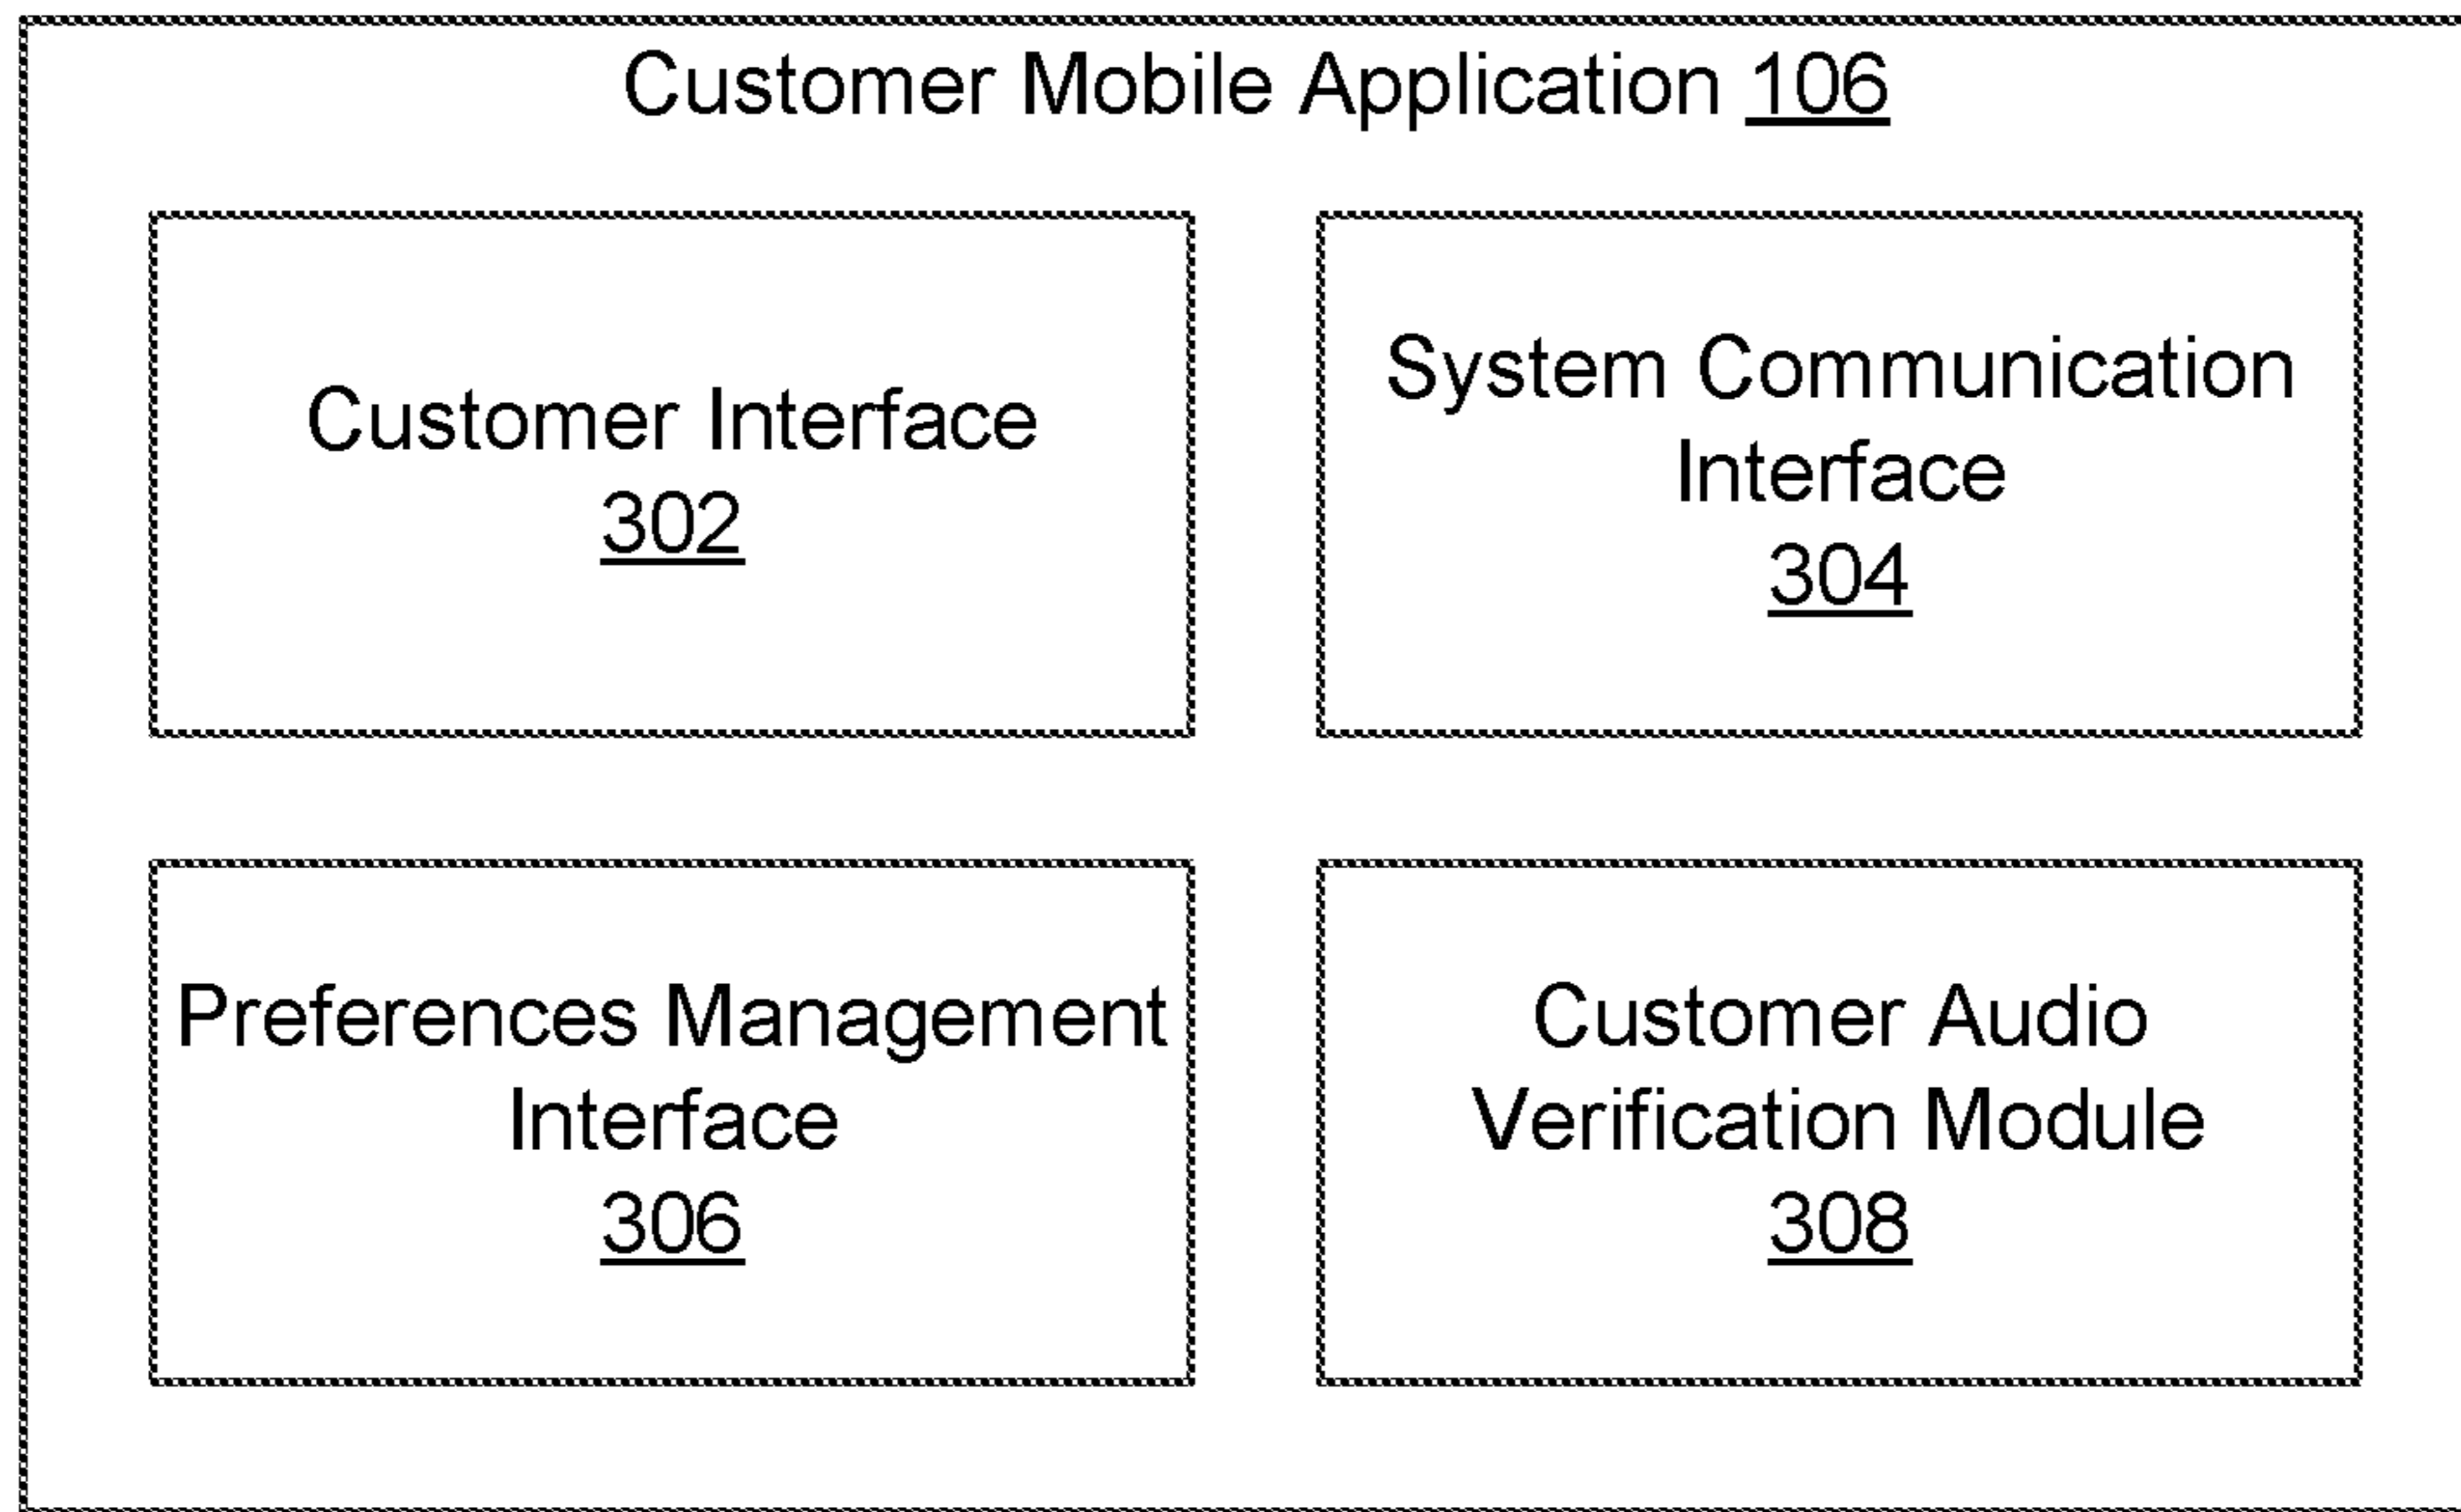 Customer Mobile Application 106
Customer Interface
302
System Communication
Interface
304
Preferences Management
Interface
306
Customer Audio
Verification Module
308